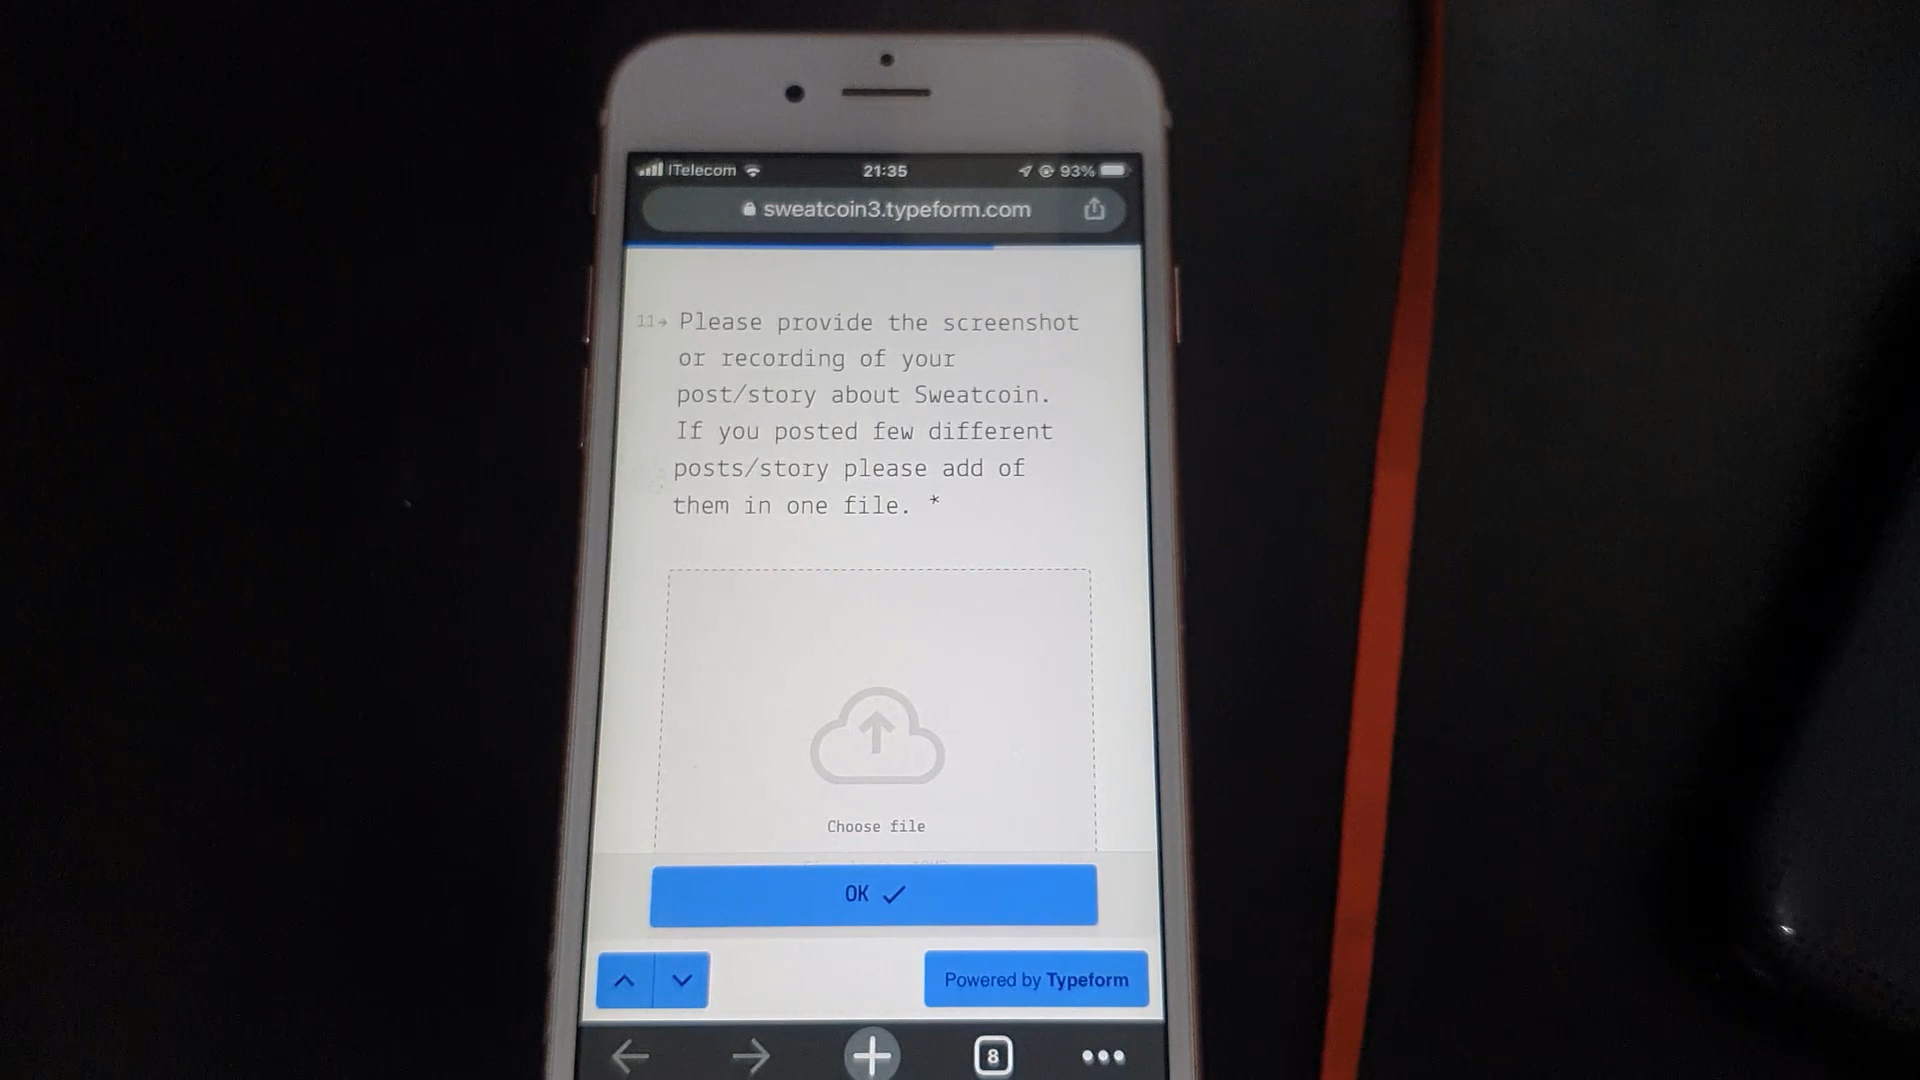 ITelecom 21:35 93%
sweatcoin3.typeform.com
11→ Please provide the screenshot
or recording of your
post/story about Sweatcoin.
If you posted few different
posts/story please add of
them in one file. *
Choose file
OK
Powered by Typeform
8